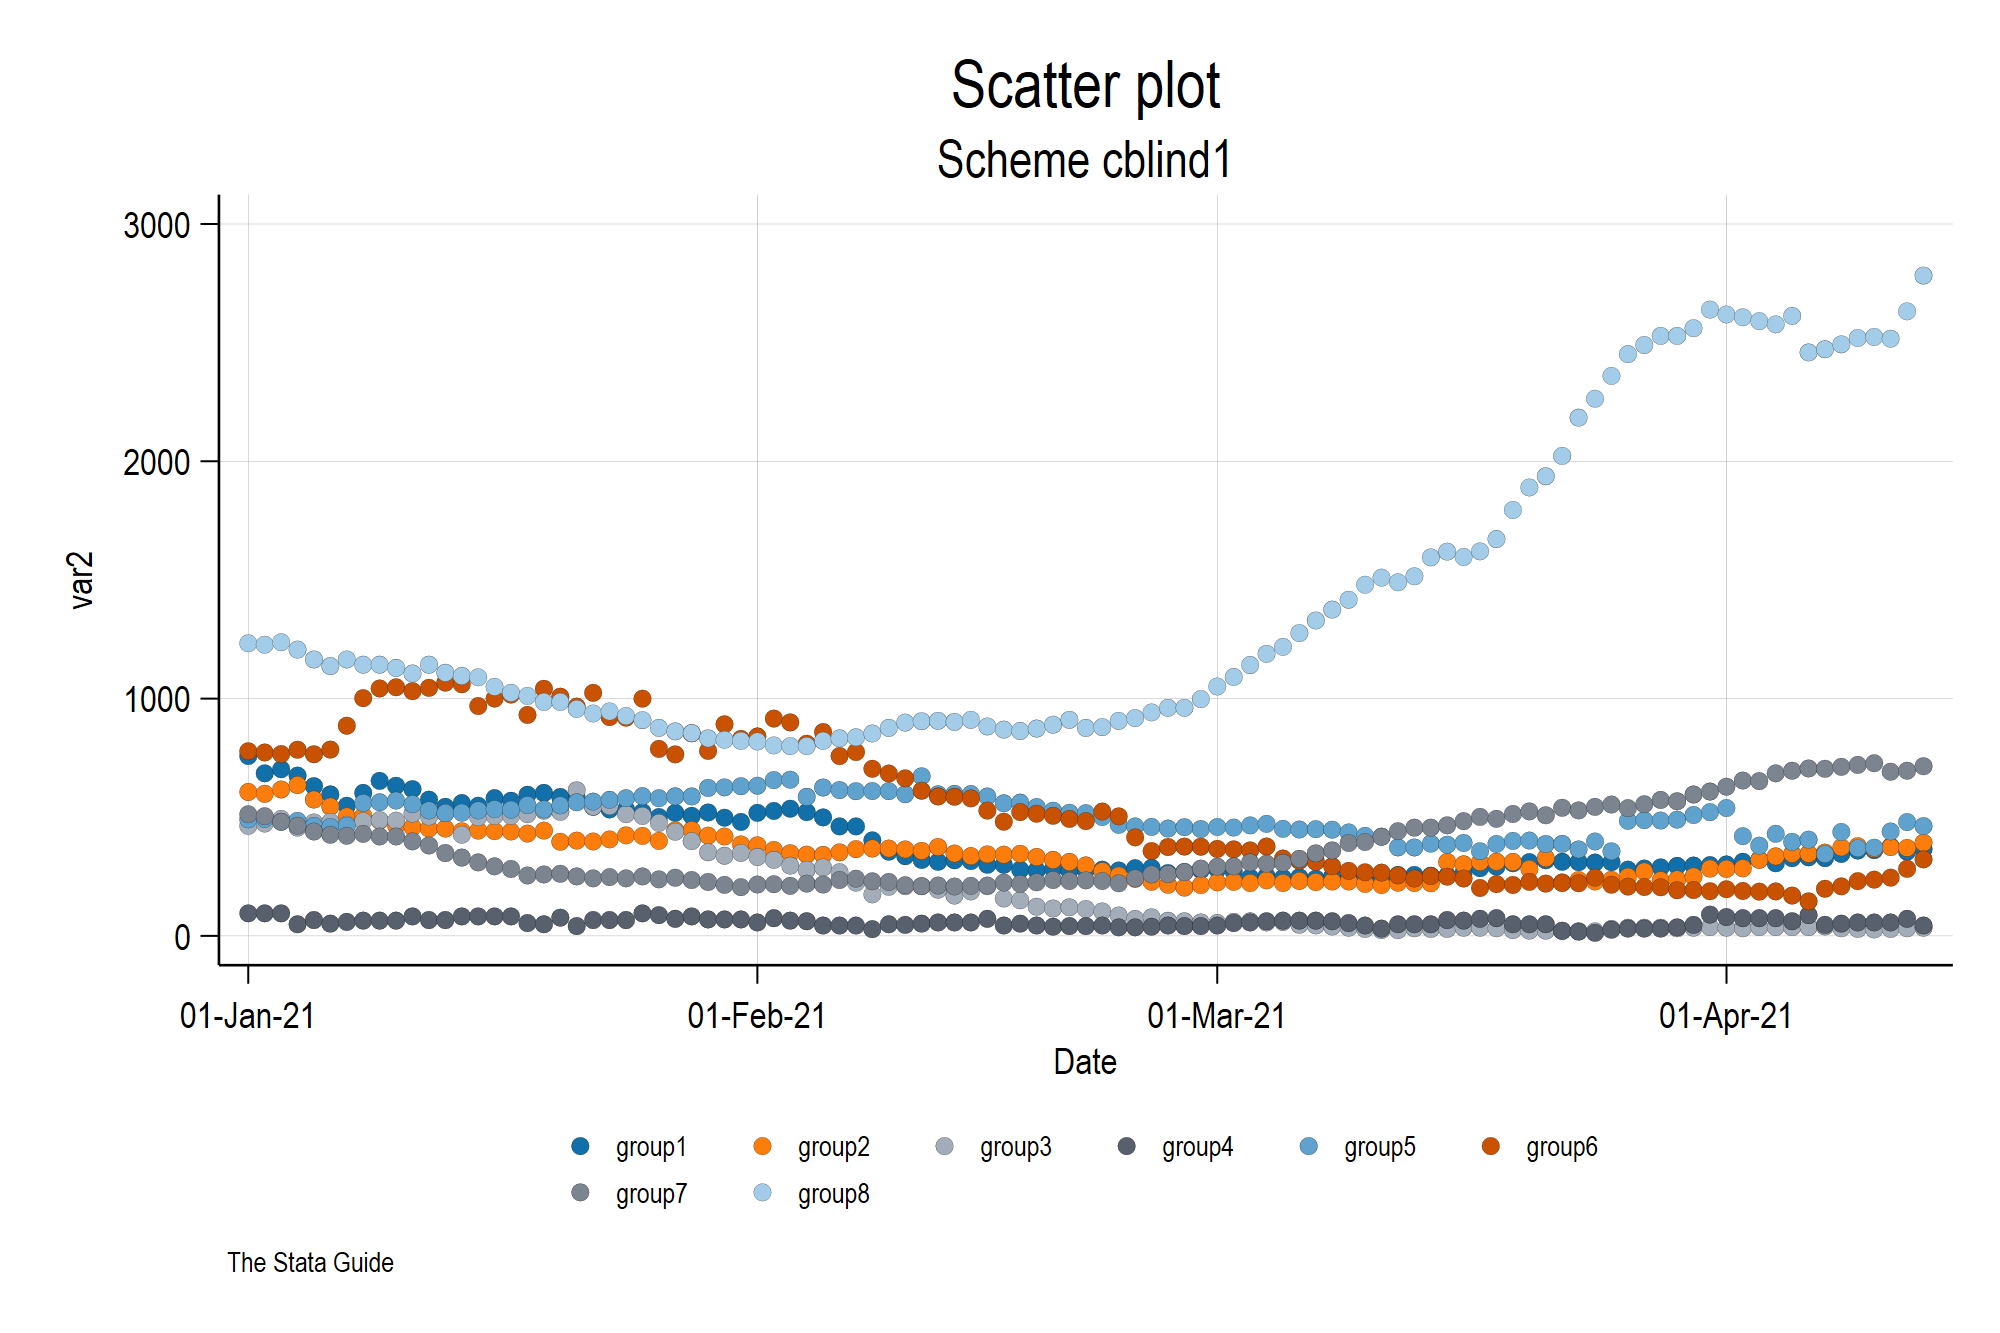 Scatter plot
Scheme cblind1
3000
2000
1000
0
var2
01-Jan-21 01-Feb-21 01-Mar-21 01-Apr-21
Date
group1 group2 group3 group4 group5 group6
group7 group8
The Stata Guide